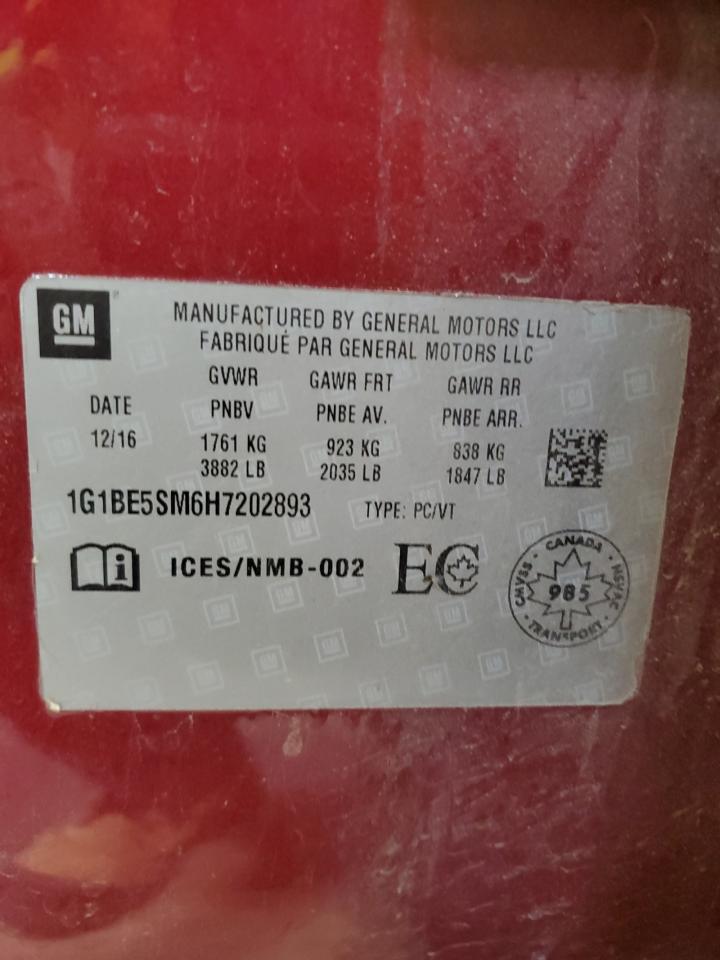 GM
MANUFACTURED BY GENERAL MOTORS LLC
FABRIQUÉ PAR GENERAL MOTORS LLC
DATE
12/16
GVWR
PNBV
1761 KG
3882 LB
GAWR FRT
PNBE AV.
923 KG
2035 LB
GAWR RR
PNBE ARR.
838 KG
1847 LB
1G1BE5SM6H7202893 TYPE: PC/VT
i ICES/NMB-002 EC
CANADA
CMVSS 985 NSVAC
TRANSPORT